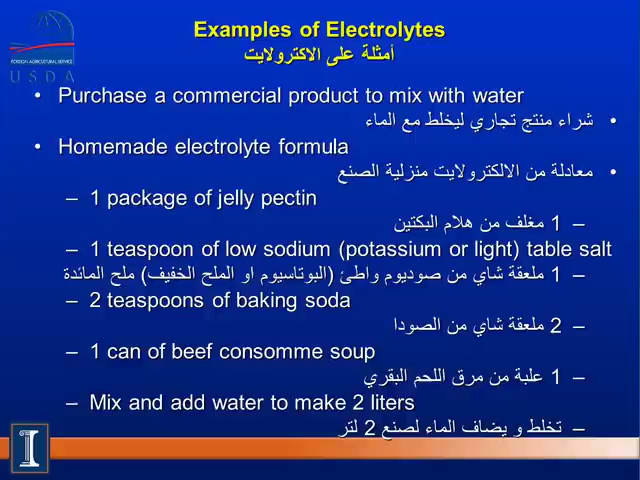 Examples of Electrolytes
أمثلة على الاكترولايت
FOREIGN AGRICULTURAL SERVICE
USDA
• Purchase a commercial product to mix with water
• شراء منتج تجاري ليخلط مع الماء
• Homemade electrolyte formula
• معادلة من الالكترولايت منزلية الصنع
– 1 package of jelly pectin
– 1 مغلف من هلام البكتين
– 1 teaspoon of low sodium (potassium or light) table salt
– 1 ملعقة شاي من صوديوم واطئ (البوتاسيوم او الملح الخفيف) ملح المائدة
– 2 teaspoons of baking soda
– 2 ملعقة شاي من الصودا
– 1 can of beef consomme soup
– 1 علبة من مرق اللحم البقري
– Mix and add water to make 2 liters
– تخلط و يضاف الماء لصنع 2 لتر
I